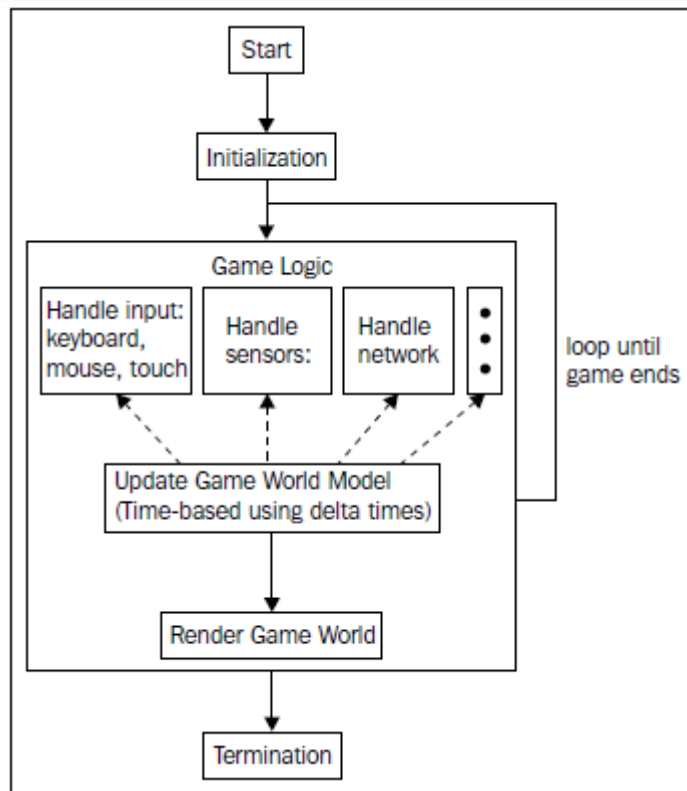 Start
Initialization
Game Logic
Handle input:
keyboard,
mouse, touch
Handle
sensors:
Handle
network
loop until
game ends
Update Game World Model
(Time-based using delta times)
Render Game World
Termination